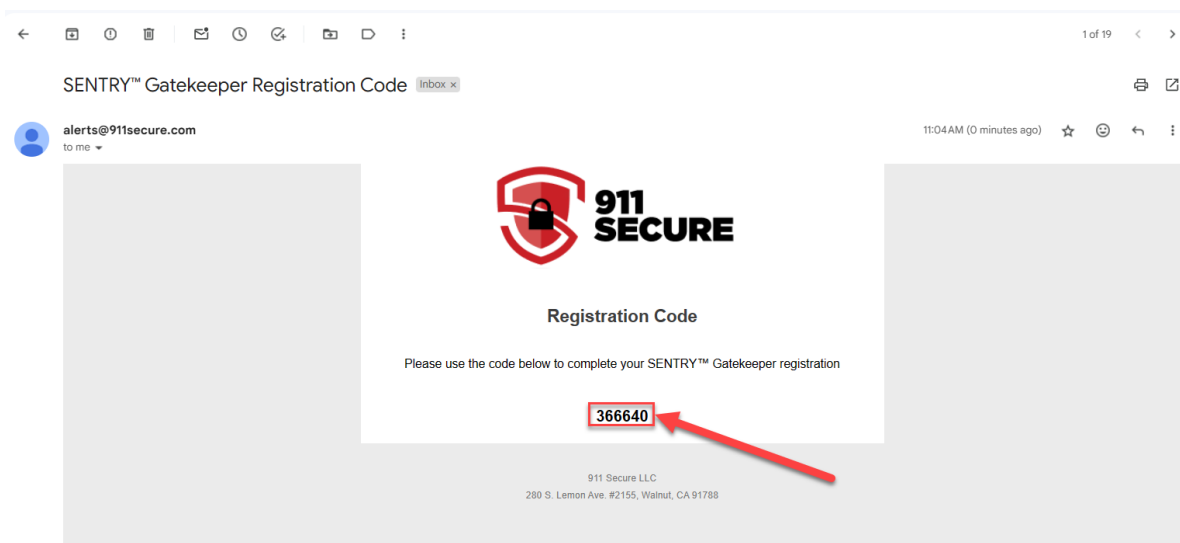 1 of 19
SENTRY™ Gatekeeper Registration Code Inbox ×
alerts@911secure.com 11:04AM (0 minutes ago)
to me
911
SECURE
Registration Code
Please use the code below to complete your SENTRY™ Gatekeeper registration
366640
911 Secure LLC
280 S. Lemon Ave. #2155, Walnut, CA 91788